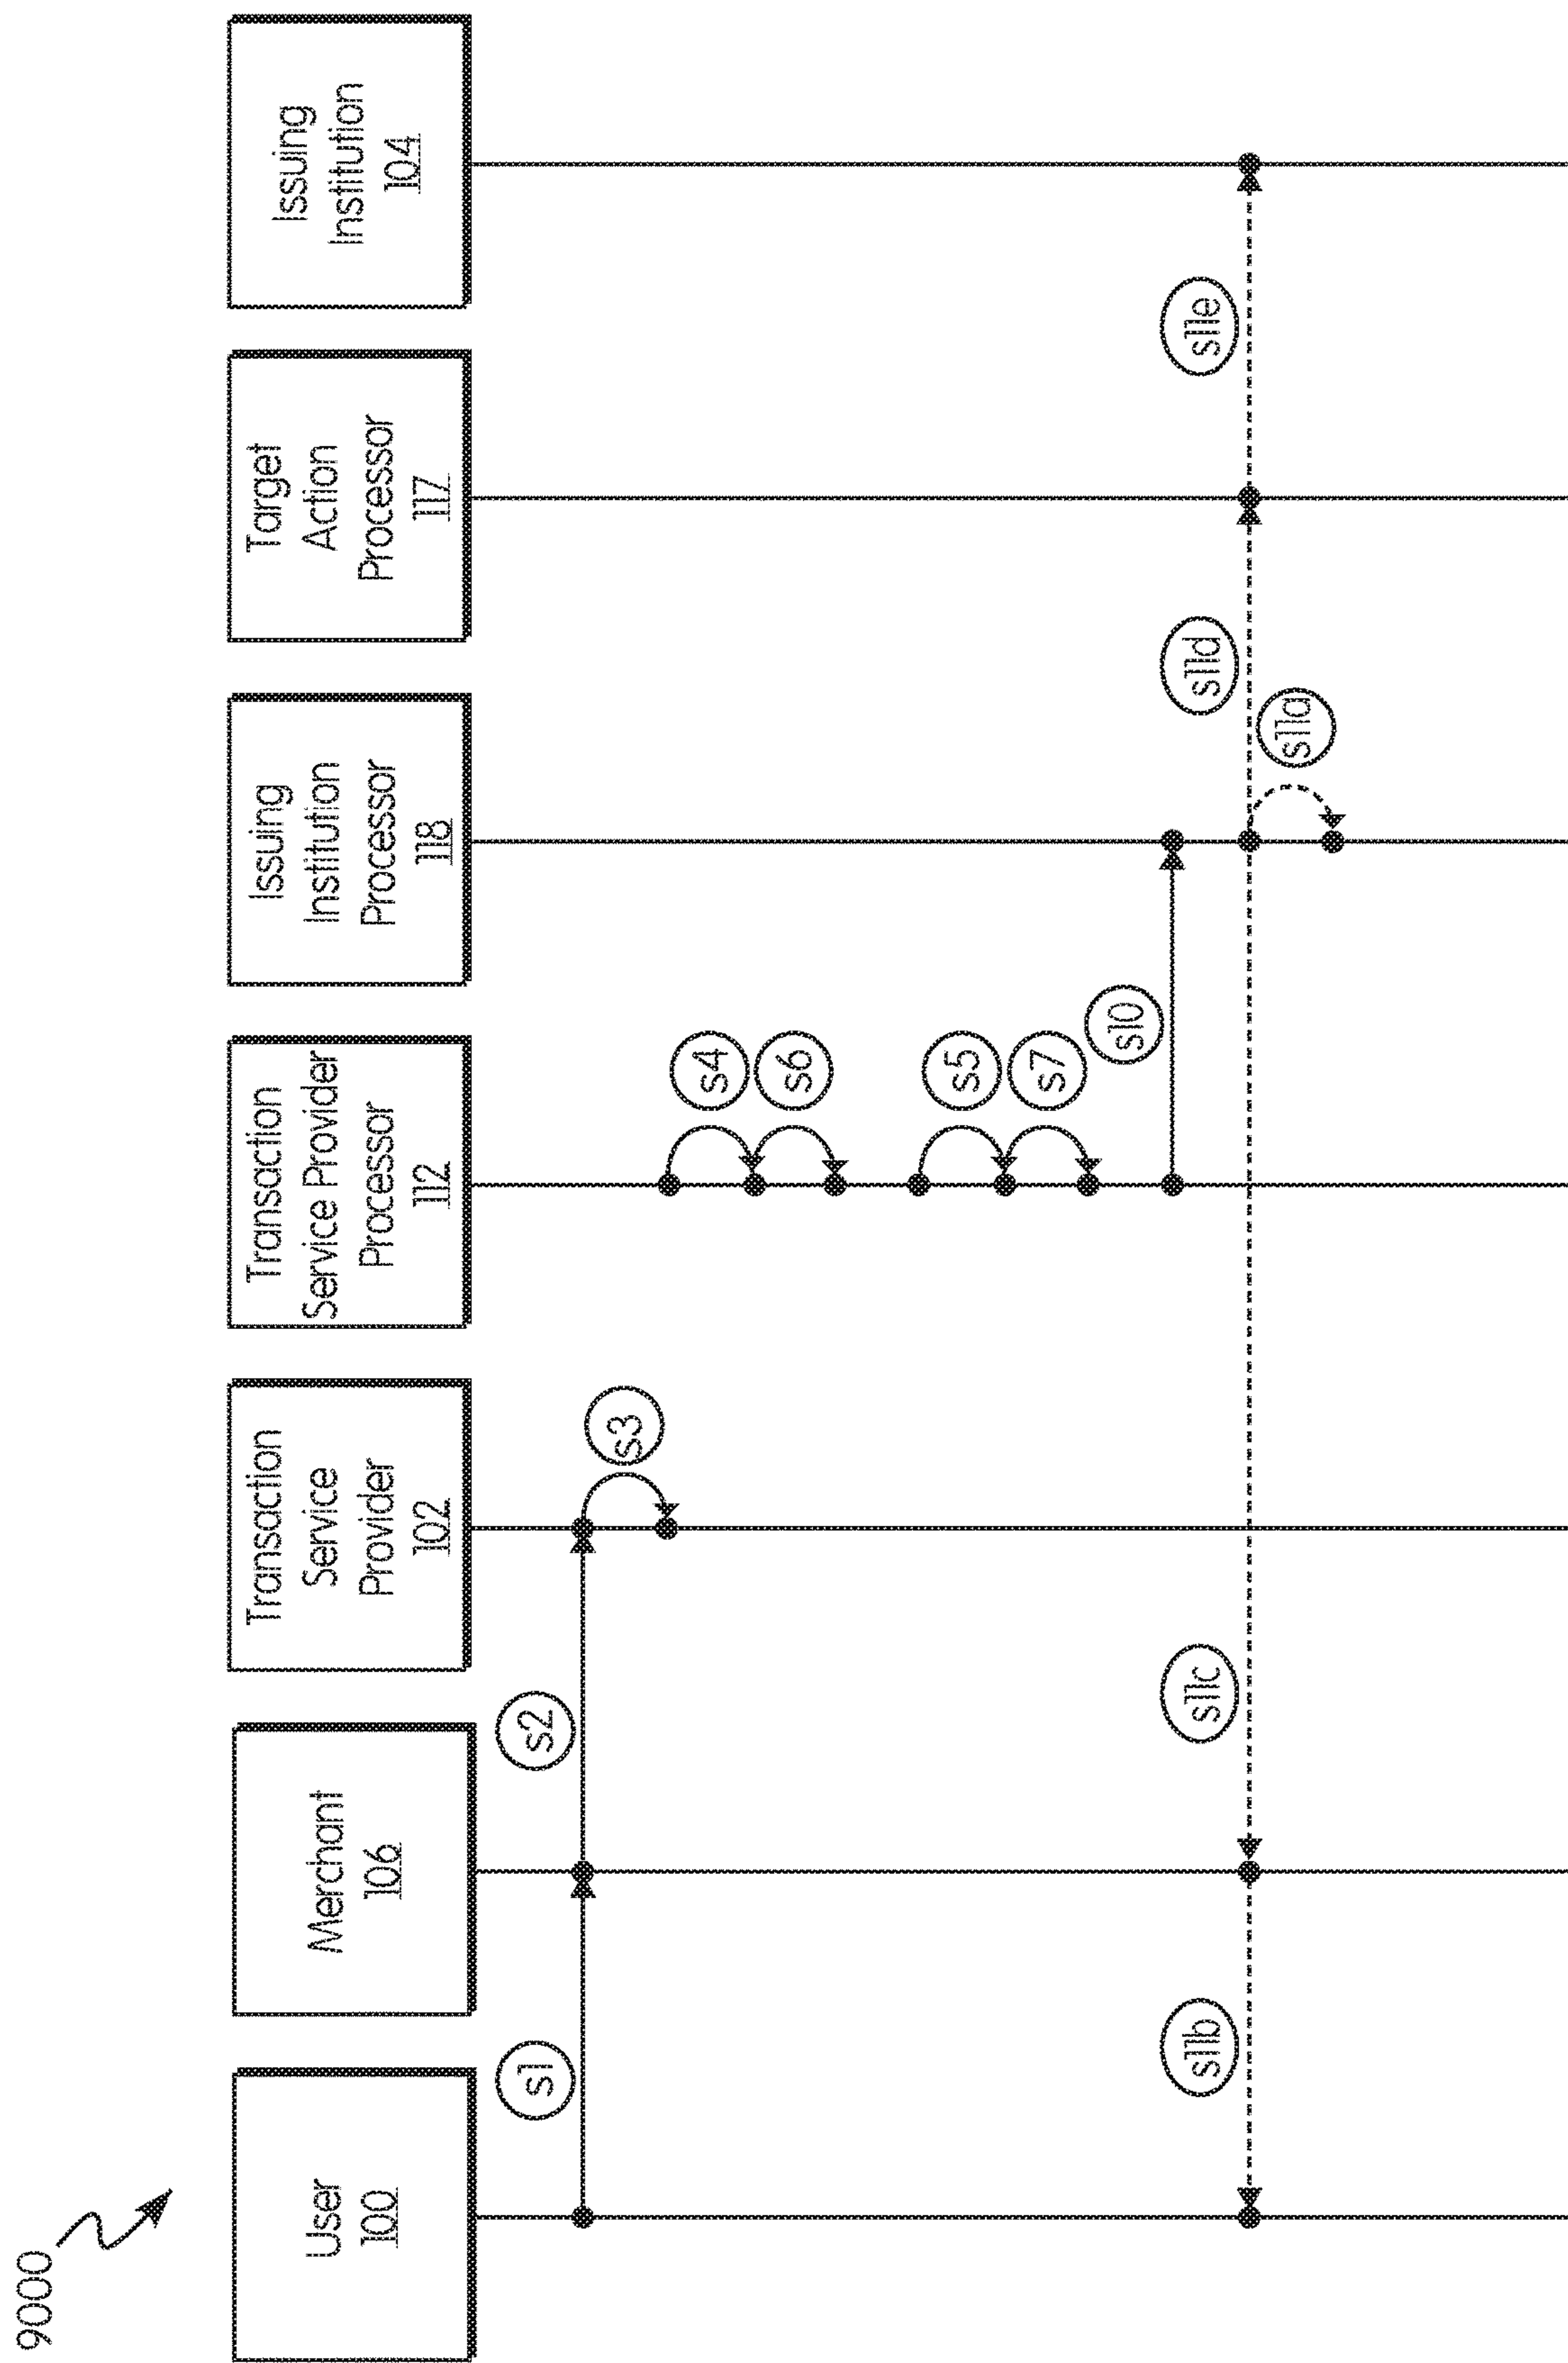 9000
User
100
Merchant
106
Transaction
Service
Provider
102
Transaction
Service Provider
Processor
112
Issuing
Institution
Processor
118
Target
Action
Processor
117
Issuing
Institution
104
s1
s2
s3
s4
s6
s5
s7
s10
s11b
s11c
s11d
s11e
s11a